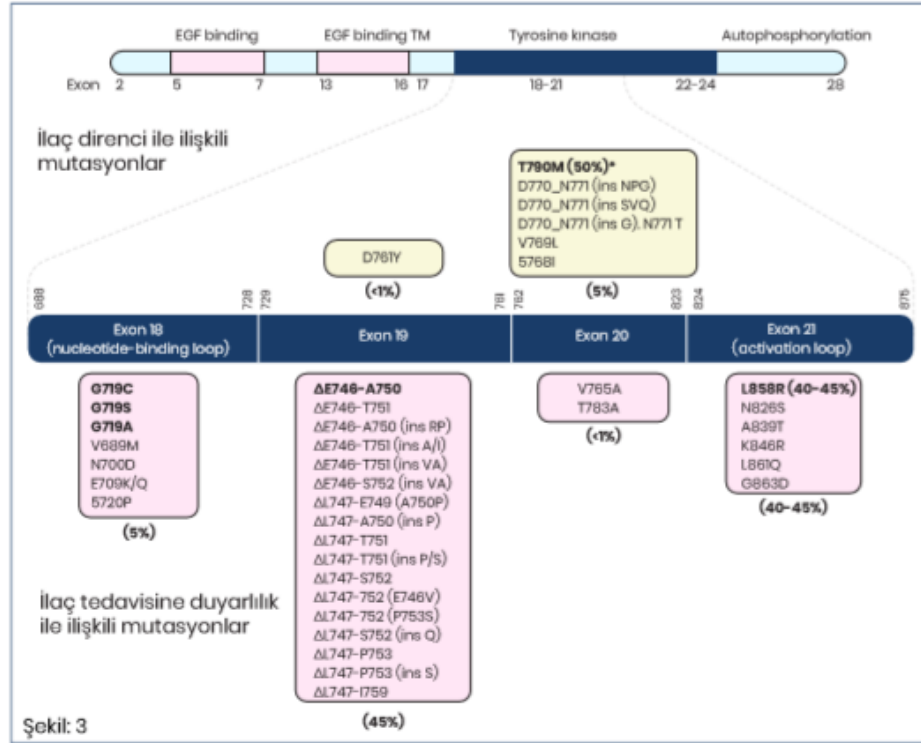 EGF binding EGF binding TM Tyrosine kınase Autophosphorylation
Exon 2 5 7 13 16 17 18-21 22-24 28
İlaç direnci ile ilişkili
mutasyonlar
T790M (50%)*
D770_N771 (ins NPG)
D770_N771 (ins SVQ)
D770_N771 (ins G). N771 T
V769L
5768I
(5%)
D761Y
(<1%)
688 728 729 761 762 823 824 875
Exon 18
(nucleotide-binding loop)
Exon 19
Exon 20
Exon 21
(activation loop)
G719C
G719S
G719A
V689M
N700D
E709K/Q
5720P
(5%)
ΔE746-A750
ΔE746-T751
ΔE746-A750 (ins RP)
ΔE746-T751 (ins A/I)
ΔE746-T751 (ins VA)
ΔE746-S752 (ins VA)
ΔL747-E749 (A750P)
ΔL747-A750 (ins P)
ΔL747-T751
ΔL747-T751 (ins P/S)
ΔL747-S752
ΔL747-752 (E746V)
ΔL747-752 (P753S)
ΔL747-S752 (ins Q)
ΔL747-P753
ΔL747-P753 (ins S)
ΔL747-I759
(45%)
V765A
T783A
(<1%)
L858R (40-45%)
N826S
A839T
K846R
L861Q
G863D
(40-45%)
İlaç tedavisine duyarlılık
ile ilişkili mutasyonlar
Şekil: 3